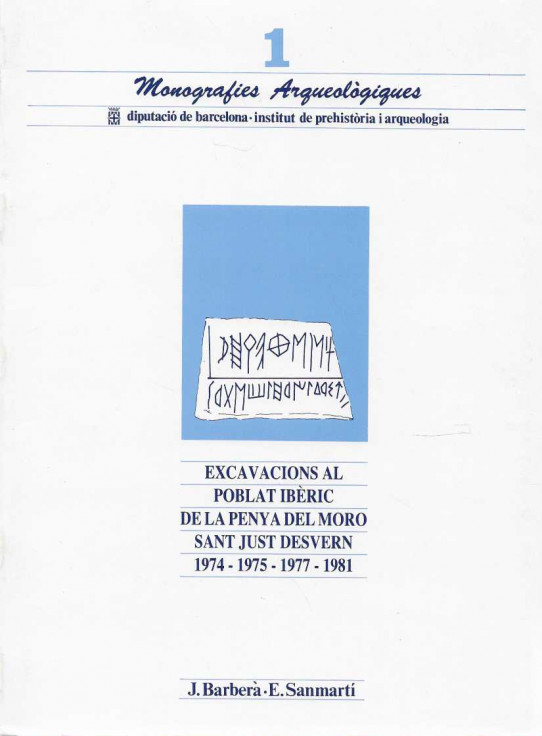 1
Monografies Arqueològiques
diputació de barcelona · institut de prehistòria i arqueologia
EXCAVACIONS AL
POBLAT IBÈRIC
DE LA PENYA DEL MORO
SANT JUST DESVERN
1974 - 1975 - 1977 - 1981
J. Barberà · E. Sanmartí